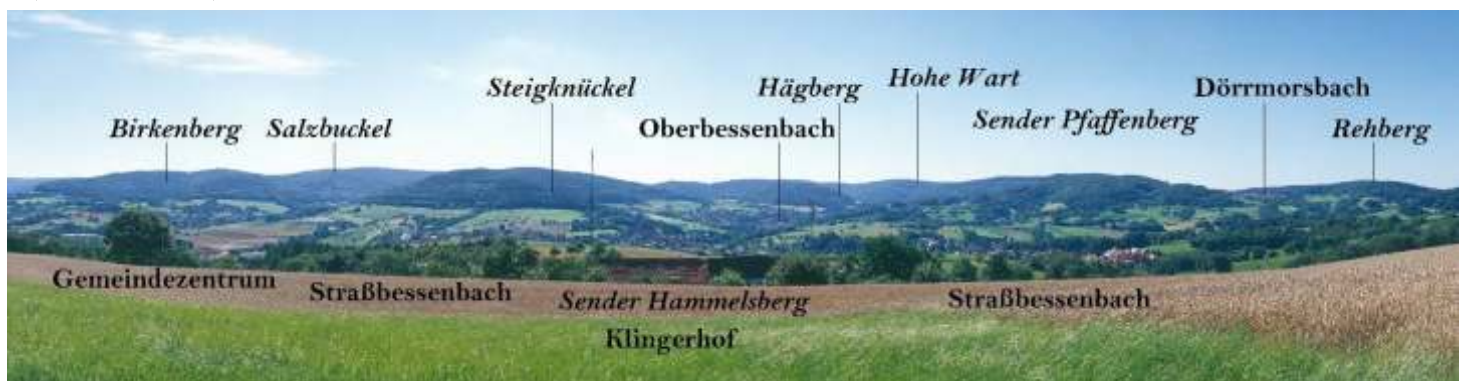 Steigknückel
Hägberg
Hohe Wart
Dörrmorsbach
Birkenberg
Salzbuckel
Oberbessenbach
Sender Pfaffenberg
Rehberg
Gemeindezentrum
Straßbessenbach
Sender Hammelsberg
Straßbessenbach
Klingerhof